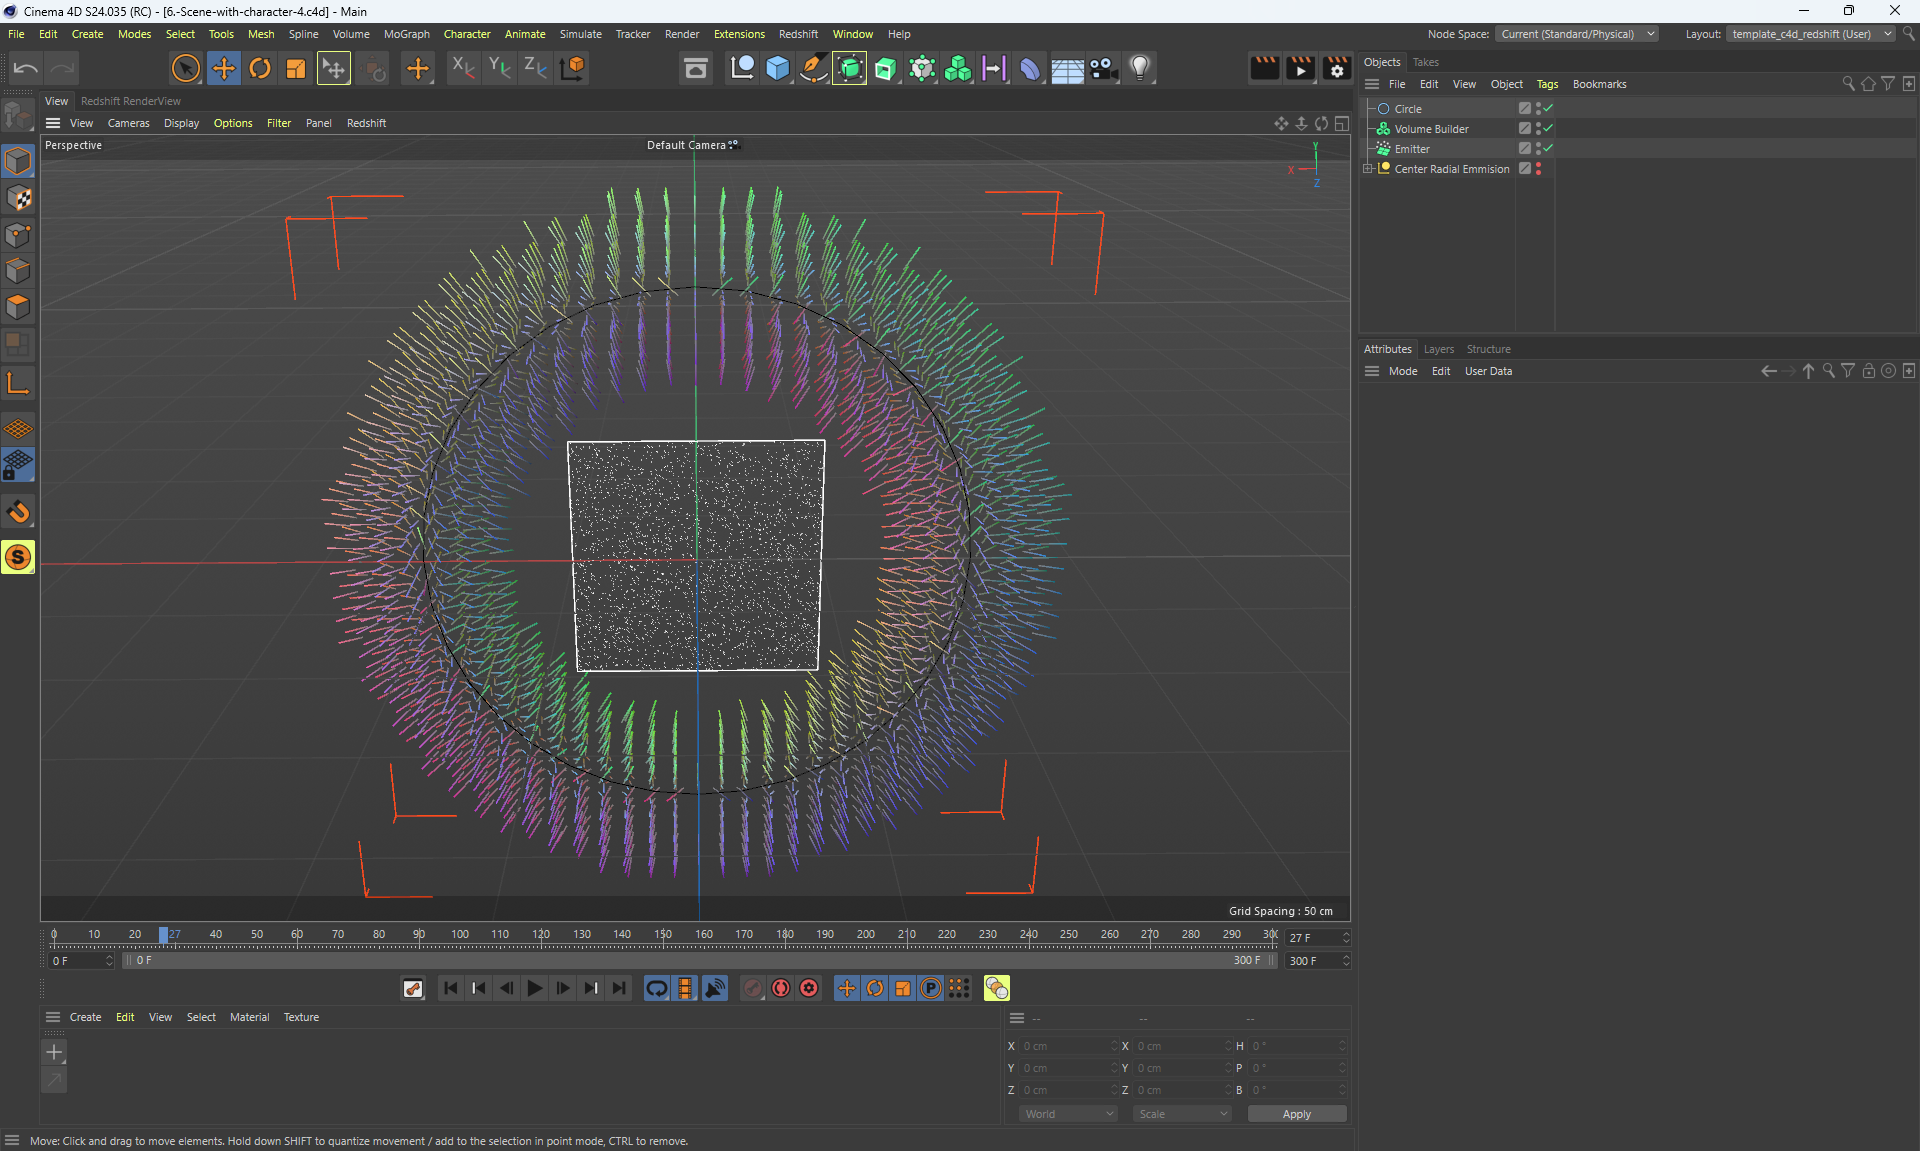 Cinema 4D S24.035 (RC) - [6.-Scene-with-character-4.c4d] - Main
File Edit Create Modes Select Tools Mesh Spline Volume MoGraph Character Animate Simulate Tracker Render Extensions Redshift Window Help
Node Space: Current (Standard/Physical) Layout: template_c4d_redshift (User)
X Y Z
Objects Takes
File Edit View Object Tags Bookmarks
Circle
Volume Builder
Emitter
Center Radial Emmision
View Redshift RenderView
View Cameras Display Options Filter Panel Redshift
Perspective
Default Camera
Y
X
Z
Grid Spacing : 50 cm
Attributes Layers Structure
Mode Edit User Data
S
0 10 20 27 40 50 60 70 80 90 100 110 120 130 140 150 160 170 180 190 200 210 220 230 240 250 260 270 280 290 300
27 F
0 F 0 F 300 F 300 F
P
Create Edit View Select Material Texture
-- -- --
X 0 cm X 0 cm H 0 °
Y 0 cm Y 0 cm P 0 °
Z 0 cm Z 0 cm B 0 °
World Scale Apply
Move: Click and drag to move elements. Hold down SHIFT to quantize movement / add to the selection in point mode, CTRL to remove.